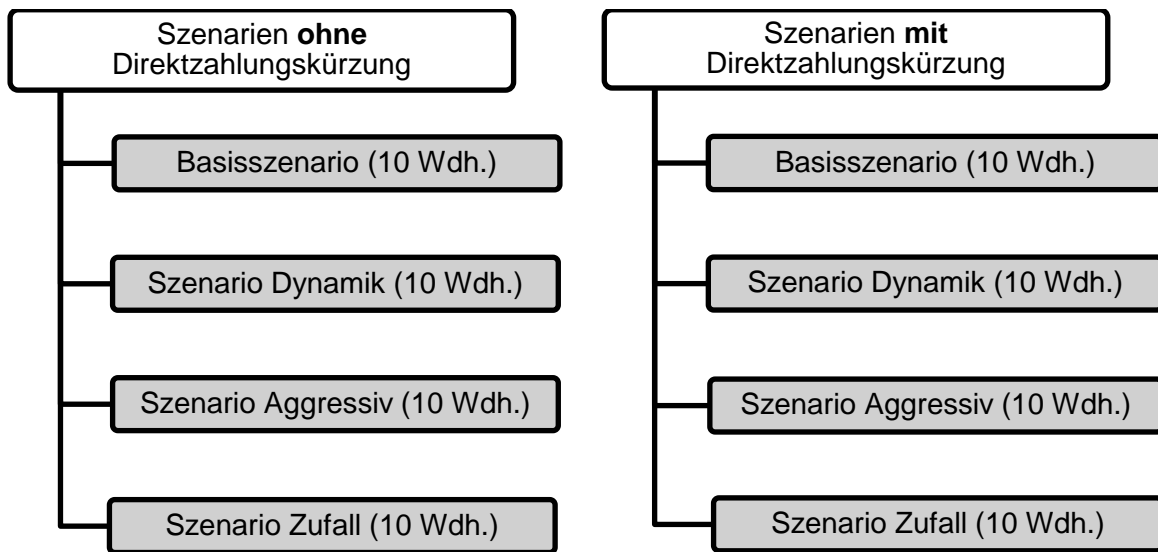 Szenarien ohne
Direktzahlungskürzung
Basisszenario (10 Wdh.)
Szenario Dynamik (10 Wdh.)
Szenario Aggressiv (10 Wdh.)
Szenario Zufall (10 Wdh.)
Szenarien mit
Direktzahlungskürzung
Basisszenario (10 Wdh.)
Szenario Dynamik (10 Wdh.)
Szenario Aggressiv (10 Wdh.)
Szenario Zufall (10 Wdh.)